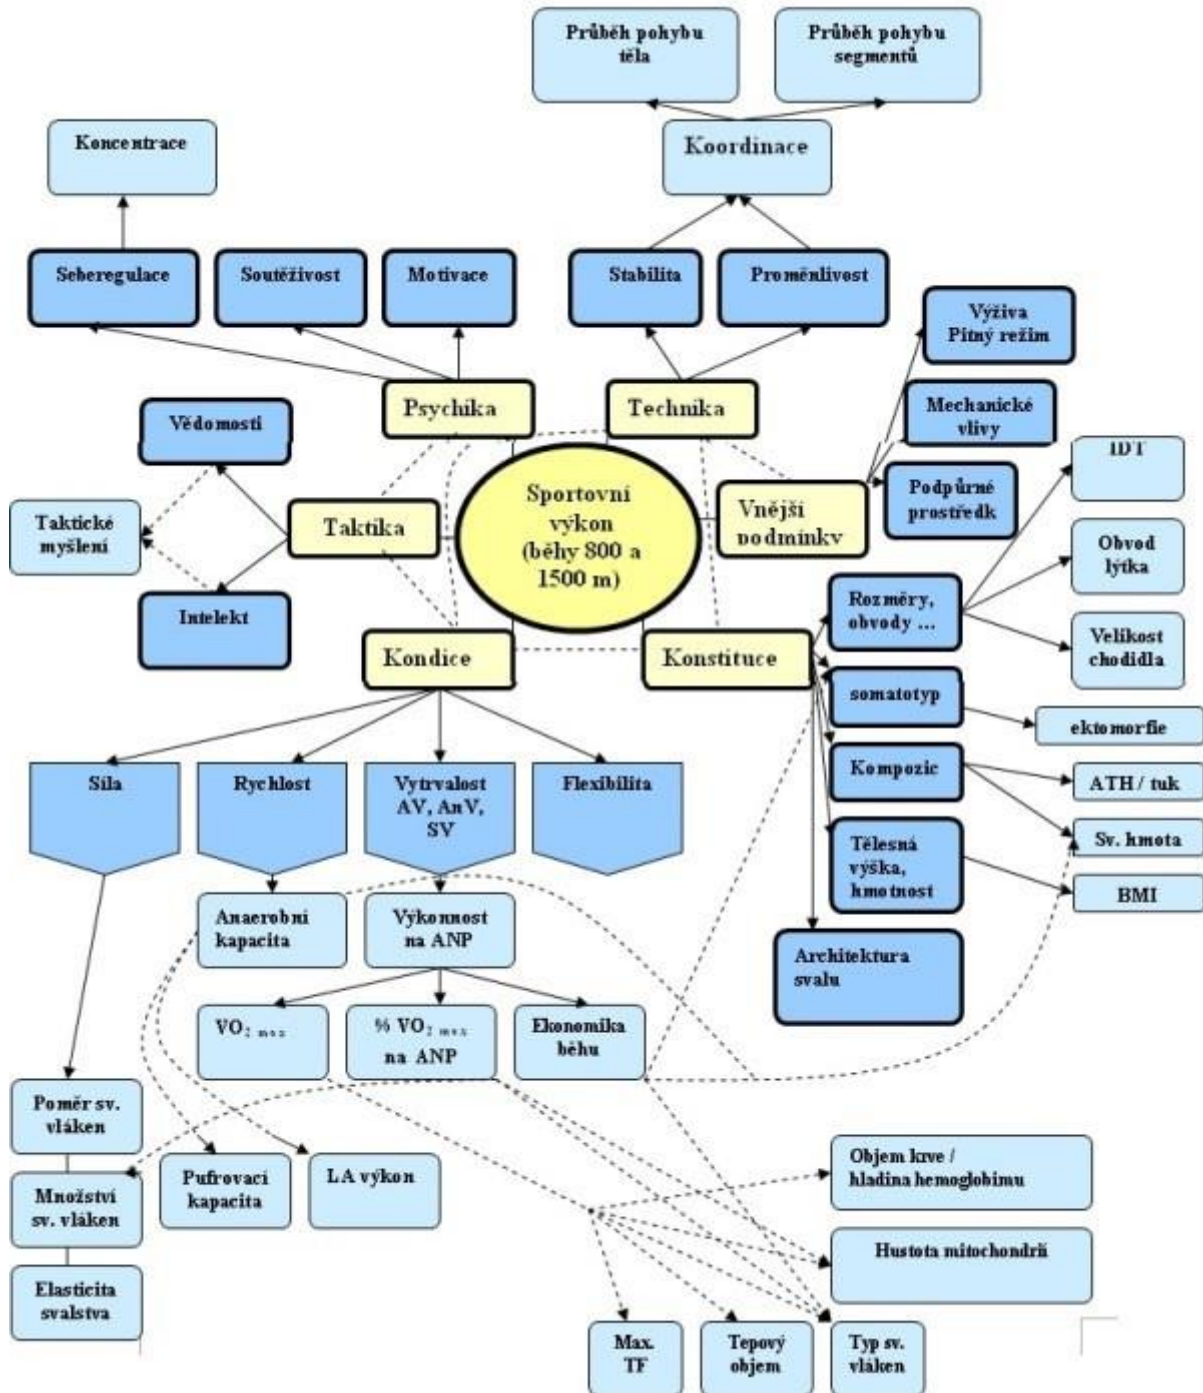 Průběh pohybu
těla
Průběh pohybu
segmentů
Koncentrace
Koordinace
Seberegulace
Soutěživost
Motivace
Stabilita
Proměnlivost
Výživa
Pitný režim
Psychika
Technika
Vědomosti
Mechanické
vlivy
IDT
Sportovní
výkon
(běhy 800 a
1500 m)
Taktické
myšlení
Taktika
Vnější
podmínky
Podpůrné
prostředk
Obvod
lýtka
Intelekt
Rozměry,
obvody ...
Velikost
chodidla
Kondice
Konstituce
somatotyp
ektomorfie
Síla
Rychlost
Vytrvalost
AV, AnV,
SV
Flexibilita
Kompozic
ATH / tuk
Sv. hmota
Tělesná
výška,
hmotnost
BMI
Anaerobní
kapacita
Výkonnost
na ANP
Architektura
svalu
VO₂ max
% VO₂ max
na ANP
Ekonomika
běhu
Poměr sv.
vláken
Množství
sv. vláken
Elasticita
svalstva
Pufrovací
kapacita
LA výkon
Objem krve /
hladina hemoglobimu
Hustota mitochondrií
Max.
TF
Tepový
objem
Typ sv.
vláken